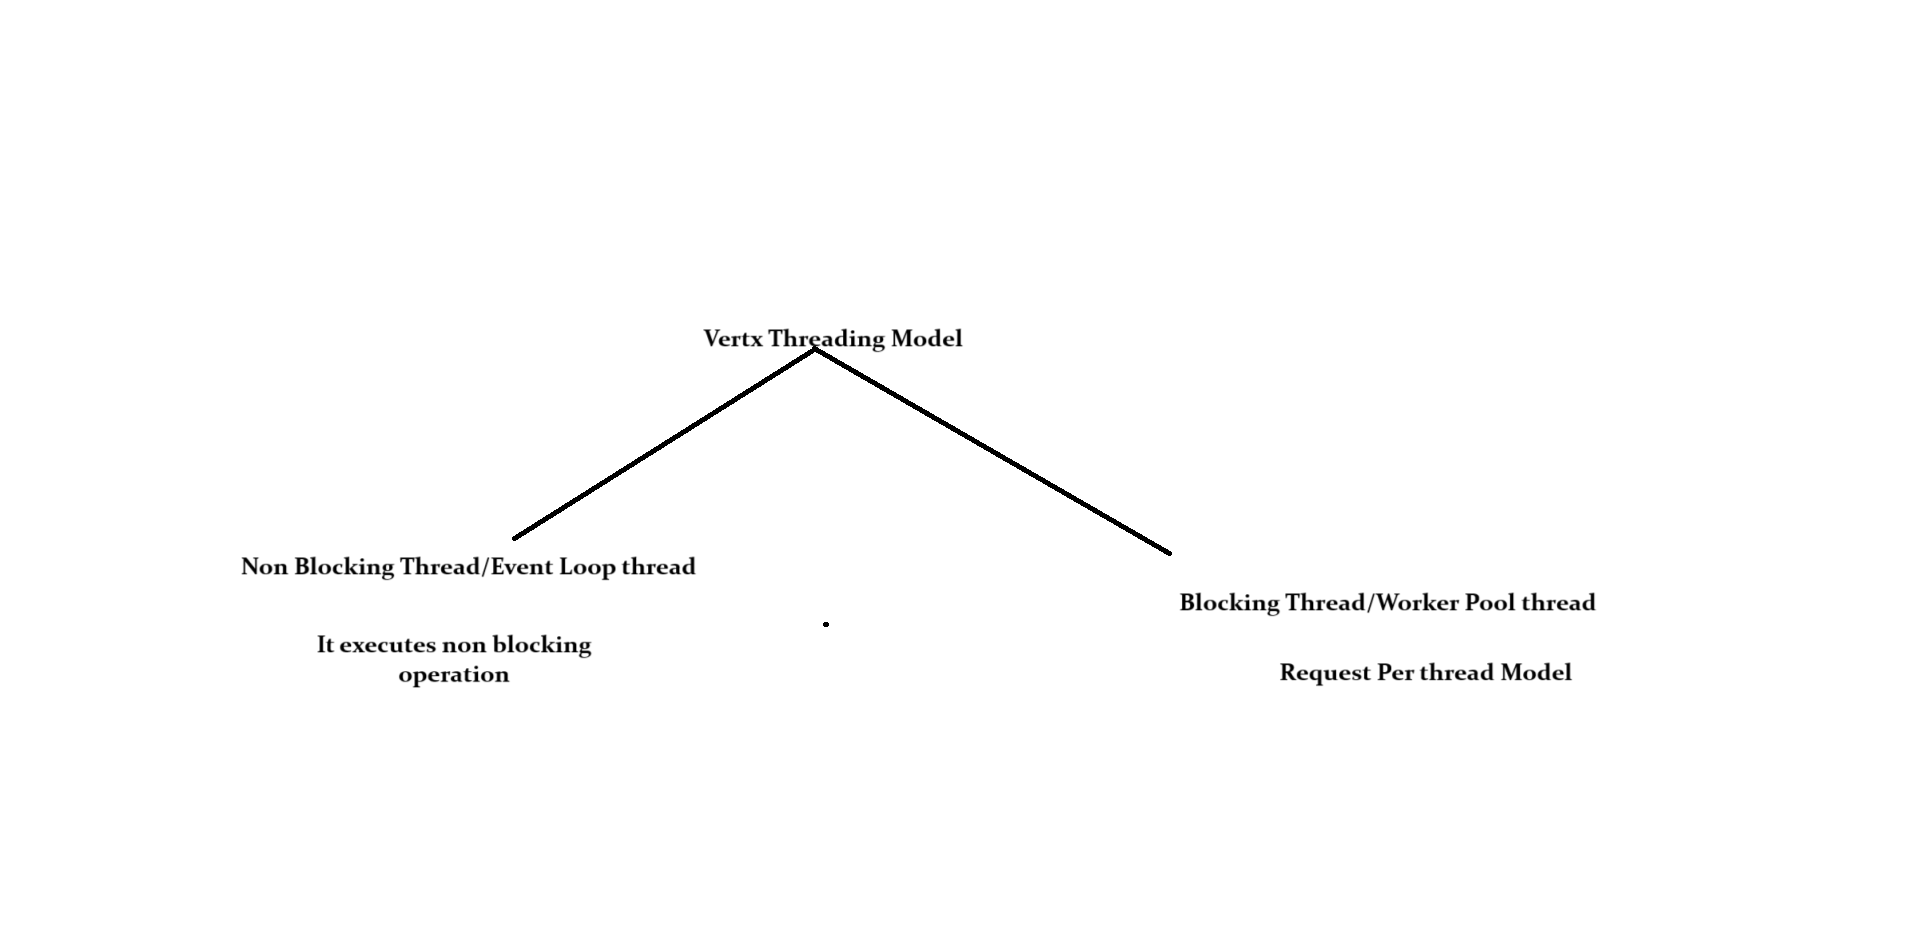 Vertx Threading Model
Non Blocking Thread/Event Loop thread
It executes non blocking
operation
Blocking Thread/Worker Pool thread
Request Per thread Model